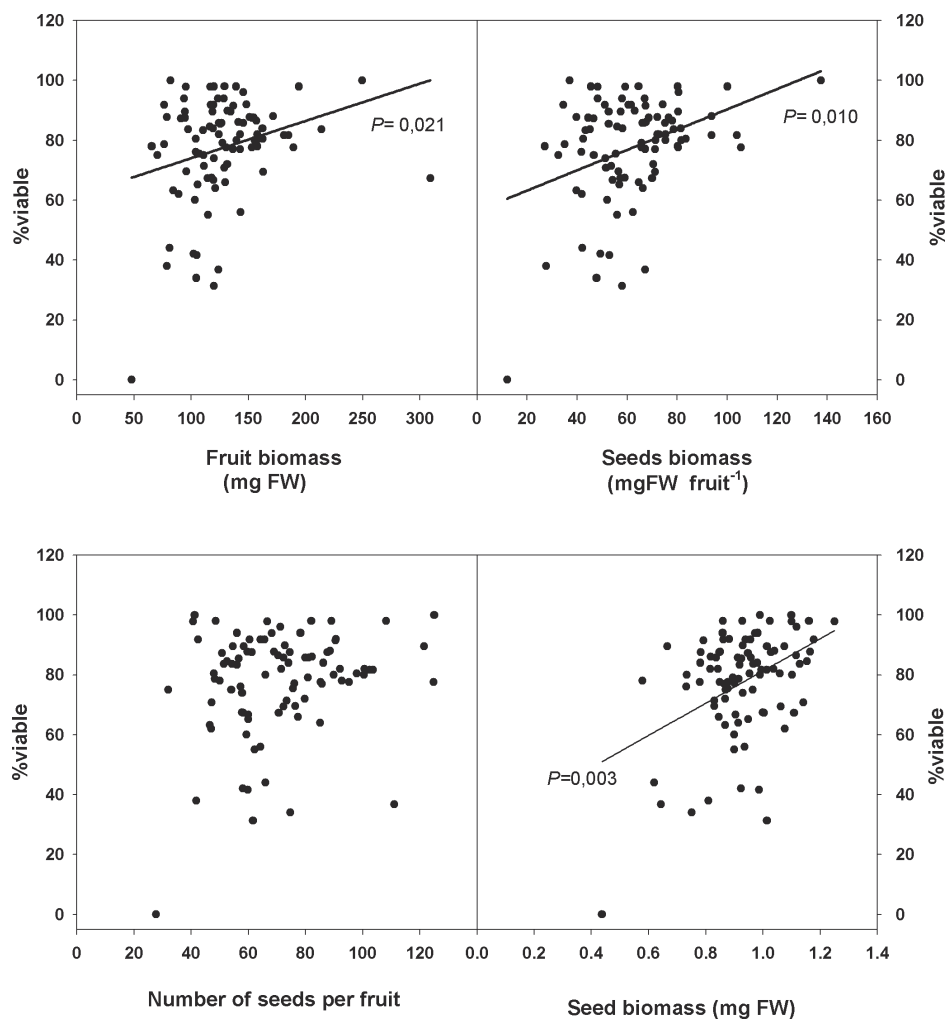 120
100
80
60
40
20
0
%viable
P= 0,021
0 50 100 150 200 250 300
Fruit biomass
(mg FW)
120
100
80
60
40
20
0
%viable
P= 0,010
0 20 40 60 80 100 120 140 160
Seeds biomass
(mgFW fruit-1)
120
100
80
60
40
20
0
%viable
0 20 40 60 80 100 120
Number of seeds per fruit
120
100
80
60
40
20
0
%viable
P=0,003
0.0 0.2 0.4 0.6 0.8 1.0 1.2 1.4
Seed biomass (mg FW)